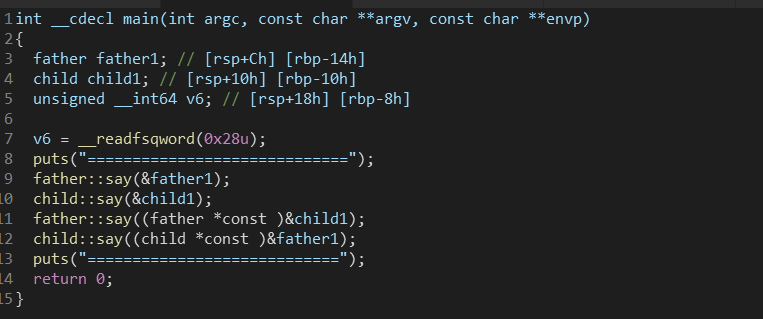 1 int __cdecl main(int argc, const char **argv, const char **envp)
2 {
3 father father1; // [rsp+Ch] [rbp-14h]
4 child child1; // [rsp+10h] [rbp-10h]
5 unsigned __int64 v6; // [rsp+18h] [rbp-8h]
6
7 v6 = __readfsqword(0x28u);
8 puts("=============================");
9 father::say(&father1);
10 child::say(&child1);
11 father::say((father *const )&child1);
12 child::say((child *const )&father1);
13 puts("============================");
14 return 0;
15 }